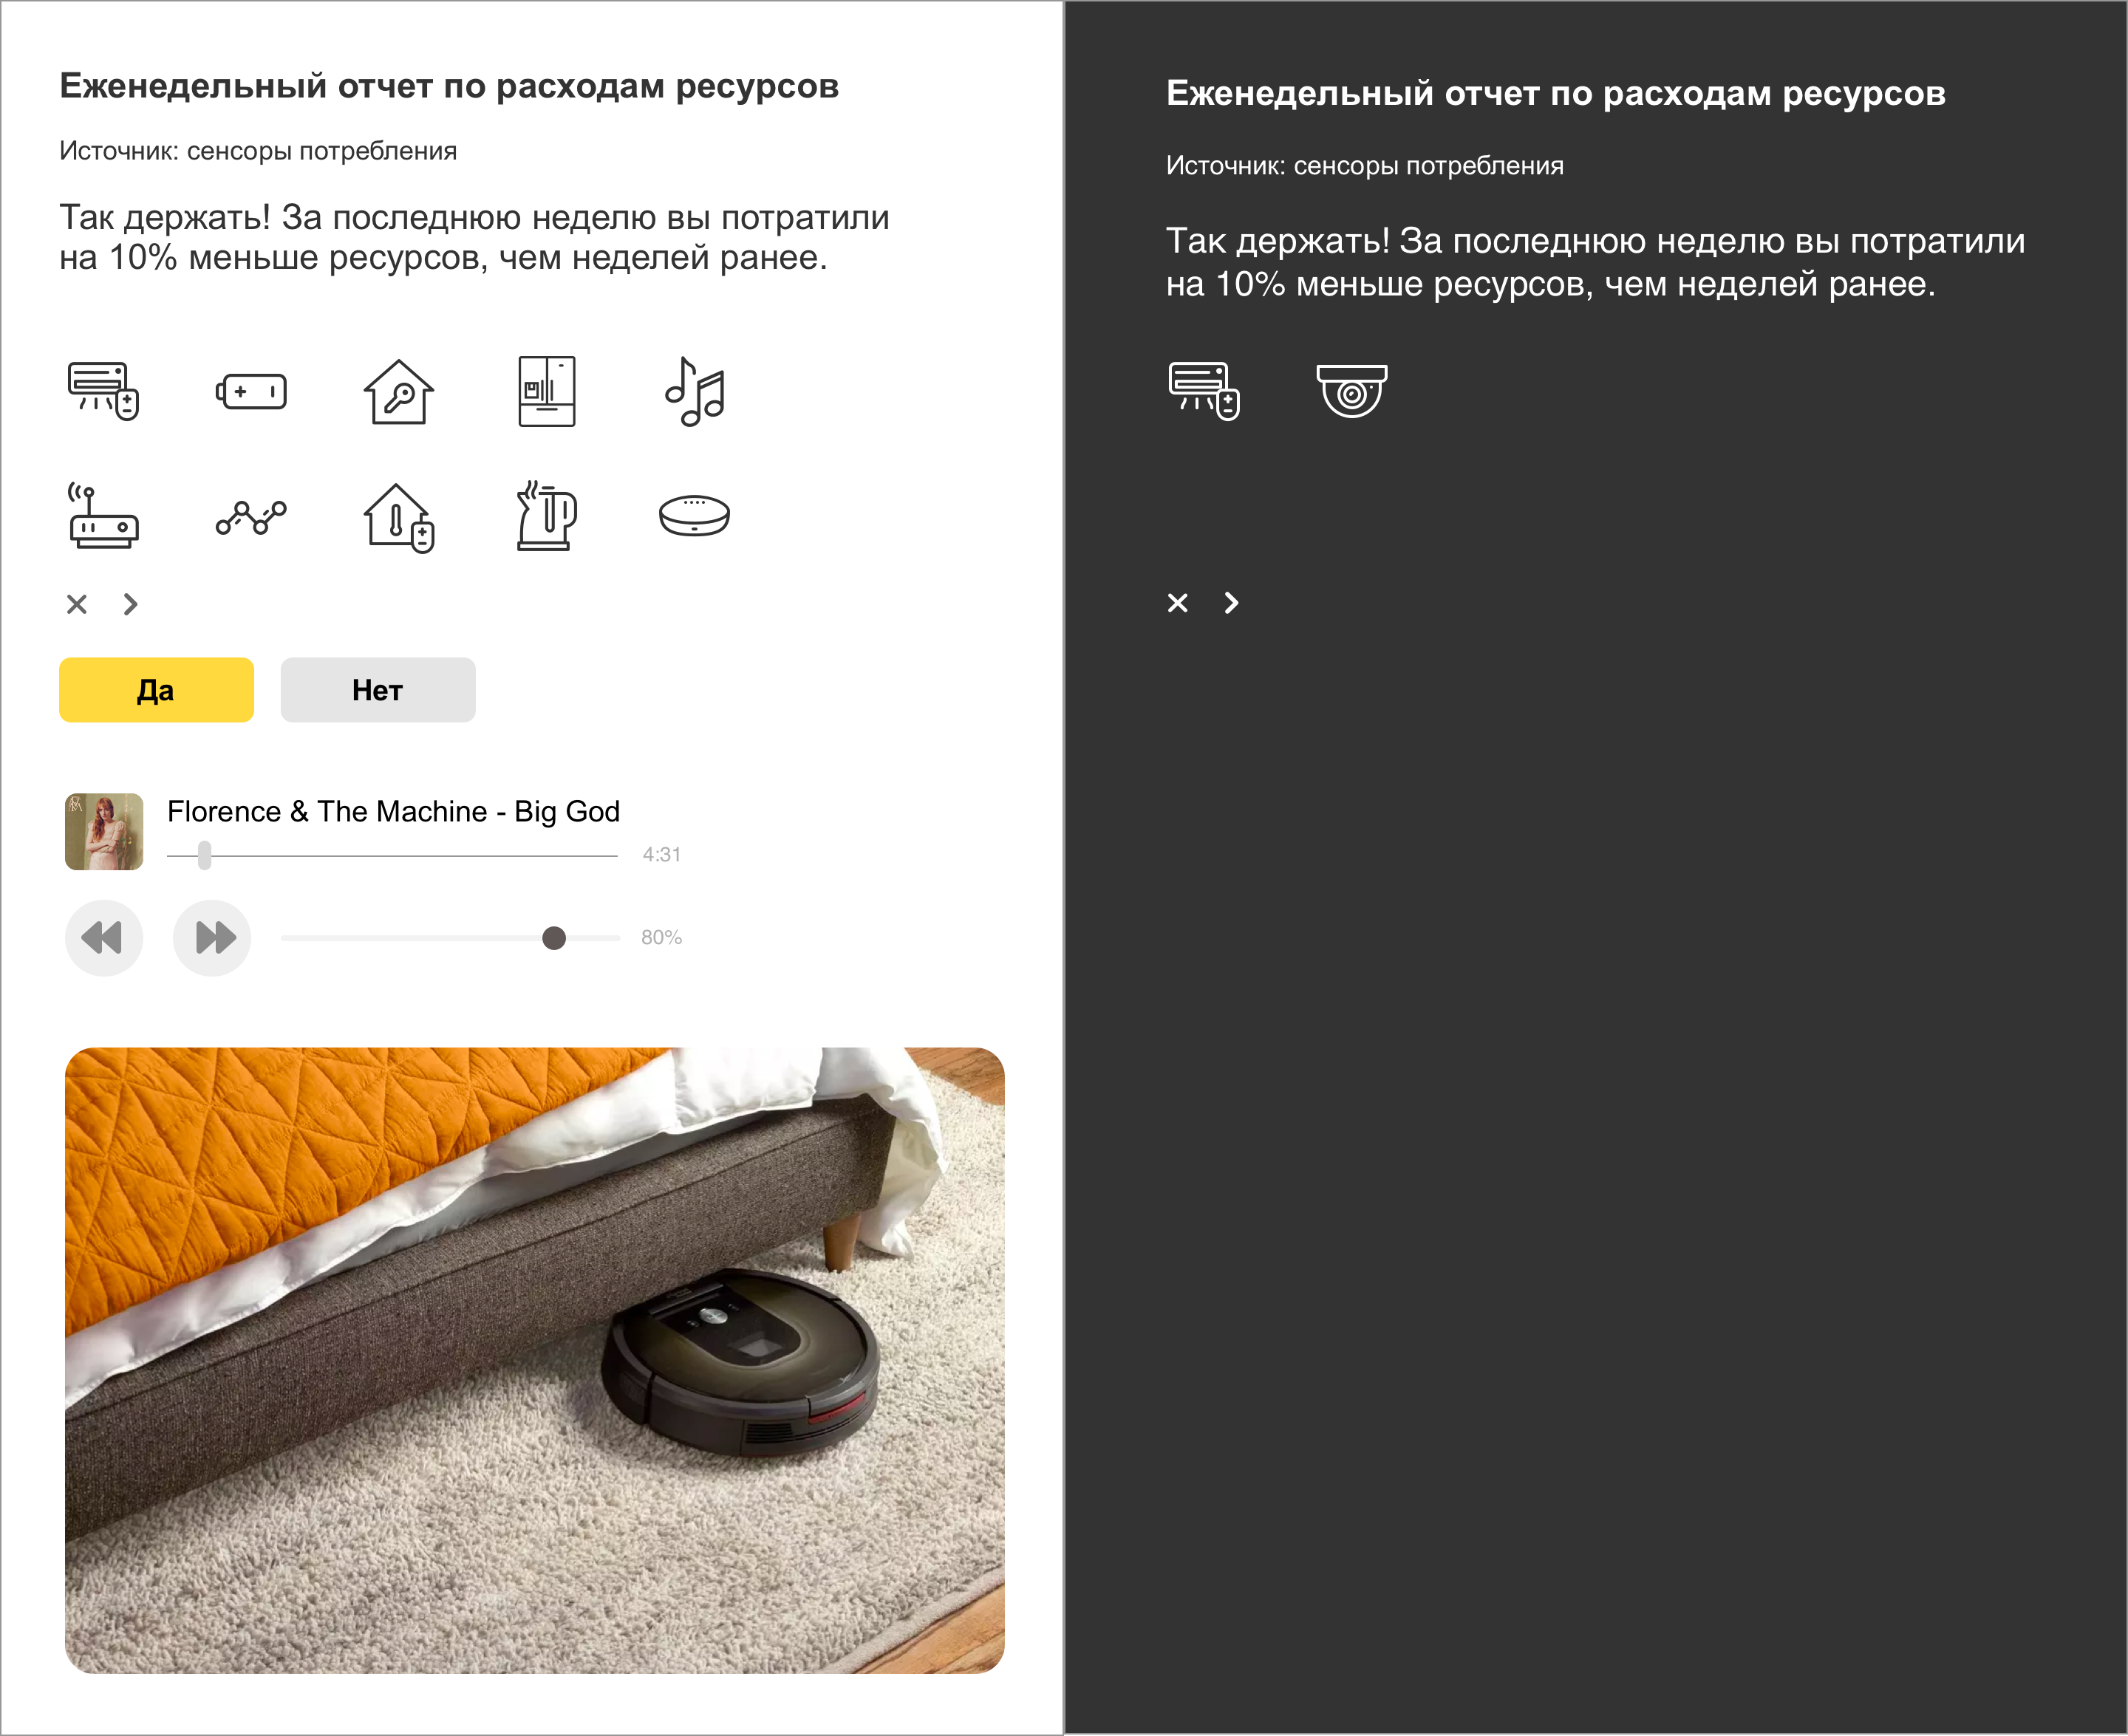 Еженедельный отчет по расходам ресурсов
Источник: сенсоры потребления
Так держать! За последнюю неделю вы потратили
на 10% меньше ресурсов, чем неделей ранее.
Да
Нет
Florence & The Machine - Big God
4:31
80%
Еженедельный отчет по расходам ресурсов
Источник: сенсоры потребления
Так держать! За последнюю неделю вы потратили
на 10% меньше ресурсов, чем неделей ранее.